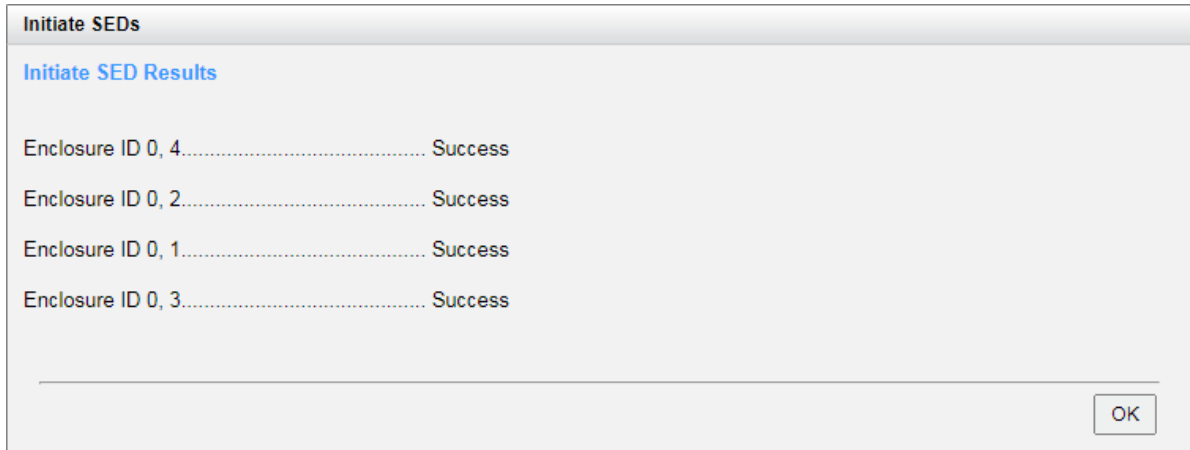 Initiate SEDs
Initiate SED Results
Enclosure ID 0, 4........................................... Success
Enclosure ID 0, 2........................................... Success
Enclosure ID 0, 1........................................... Success
Enclosure ID 0, 3........................................... Success
OK